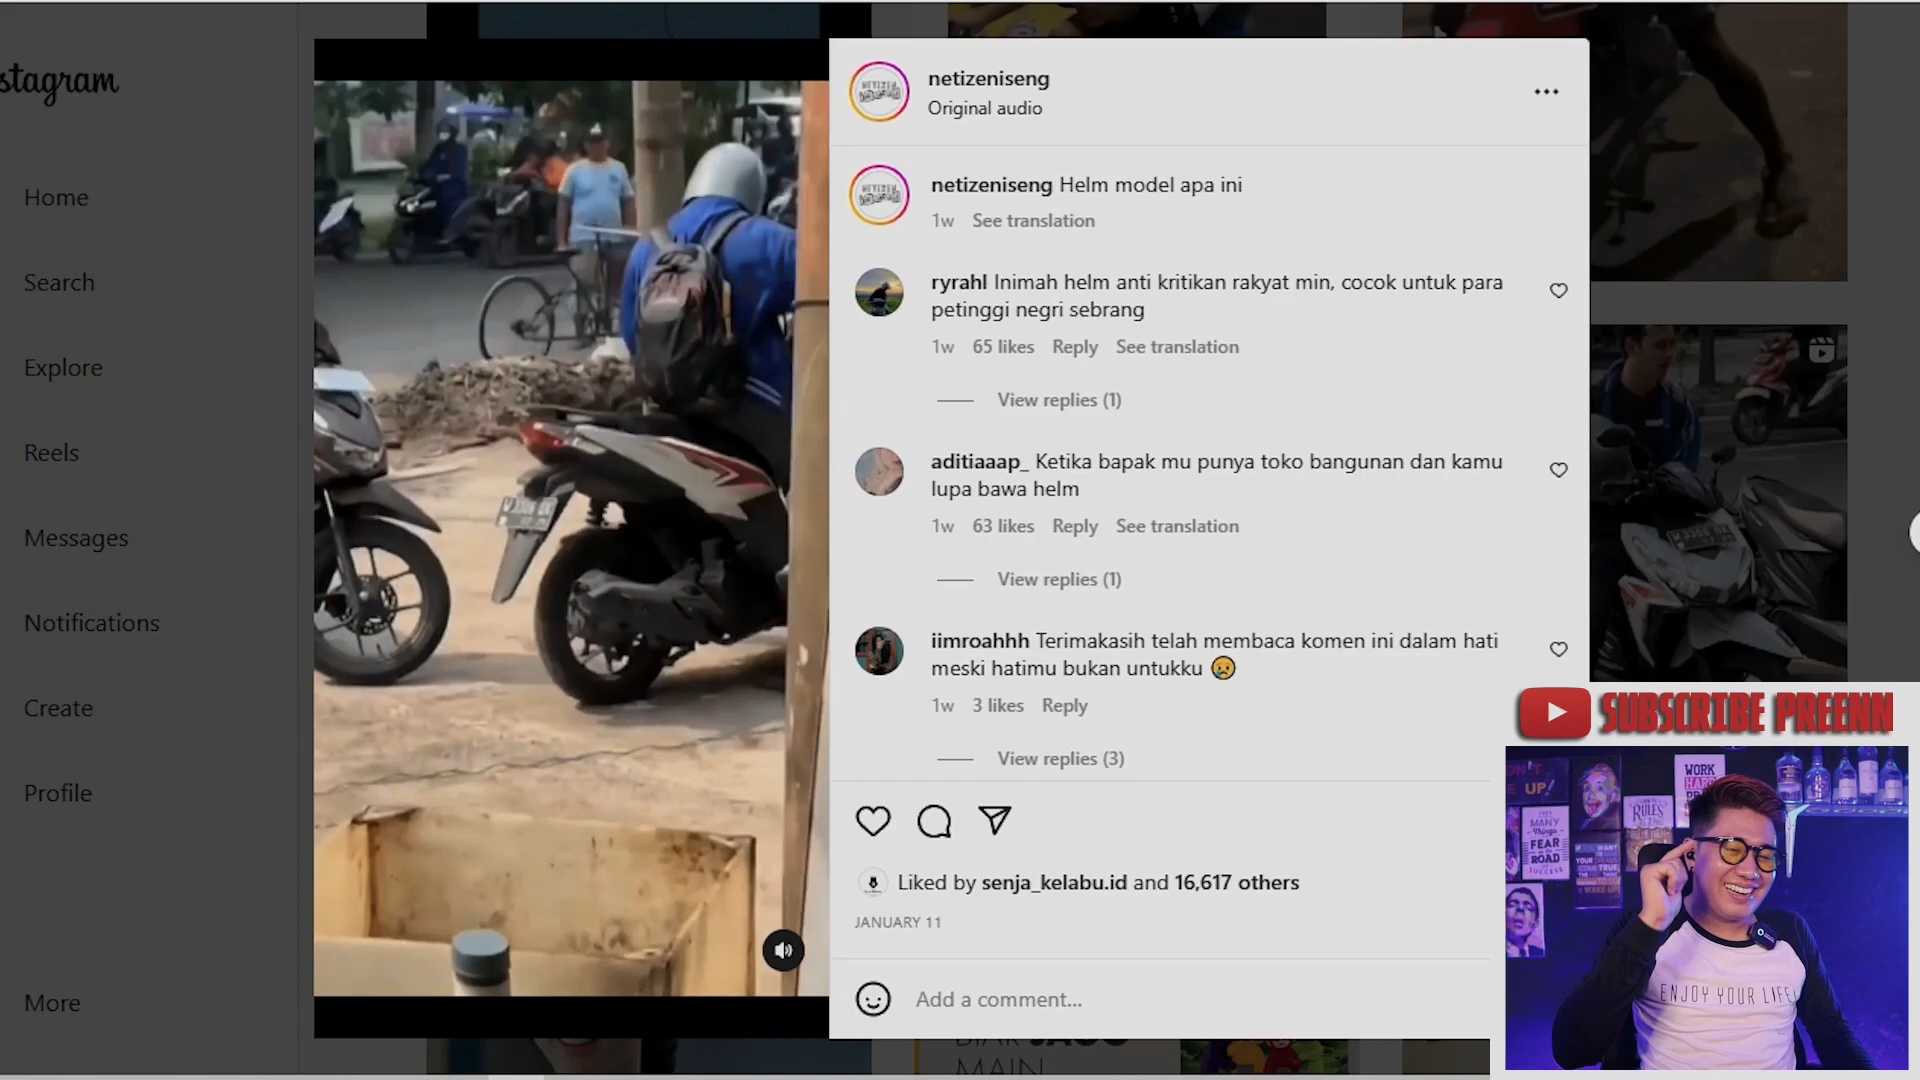 stagram
Home
Search
Explore
Reels
Messages
Notifications
Create
Profile
More
netizeniseng
Original audio
netizeniseng Helm model apa ini
1w See translation
ryrahl Inimah helm anti kritikan rakyat min, cocok untuk para
petinggi negri sebrang
1w 65 likes Reply See translation
View replies (1)
aditiaaap_ Ketika bapak mu punya toko bangunan dan kamu
lupa bawa helm
1w 63 likes Reply See translation
View replies (1)
iimroahhh Terimakasih telah membaca komen ini dalam hati
meski hatimu bukan untukku 😢
1w 3 likes Reply
View replies (3)
Liked by senja_kelabu.id and 16,617 others
JANUARY 11
Add a comment...
MAIN
SUBSCRIBE PREENN
WORK
HARD
RULES
MANY
Things
FEAR
ROAD
SUCCESS
ENJOY YOUR LIFE